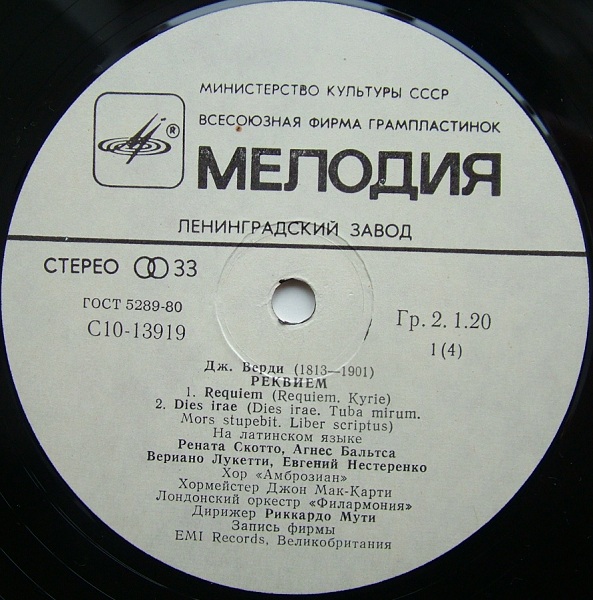 МИНИСТЕРСТВО КУЛЬТУРЫ СССР
ВСЕСОЮЗНАЯ ФИРМА ГРАМПЛАСТИНОК
®
МЕЛОДИЯ
ЛЕНИНГРАДСКИЙ ЗАВОД
СТЕРЕО 33
ГОСТ 5289-80
С10-13919
Гр. 2. 1.20
1 (4)
Дж. Верди (1813—1901)
РЕКВИЕМ
1. Requiem (Requiem. Kyrie)
2. Dies irae (Dies irae. Tuba mirum.
Mors stupebit. Liber scriptus)
На латинском языке
Рената Скотто, Агнес Бальтса
Вериано Лукетти, Евгений Нестеренко
Хор «Амброзиан»
Хормейстер Джон Мак-Карти
Лондонский оркестр «Филармония»
Дирижер Риккардо Мути
Запись фирмы
EMI Records, Великобритания